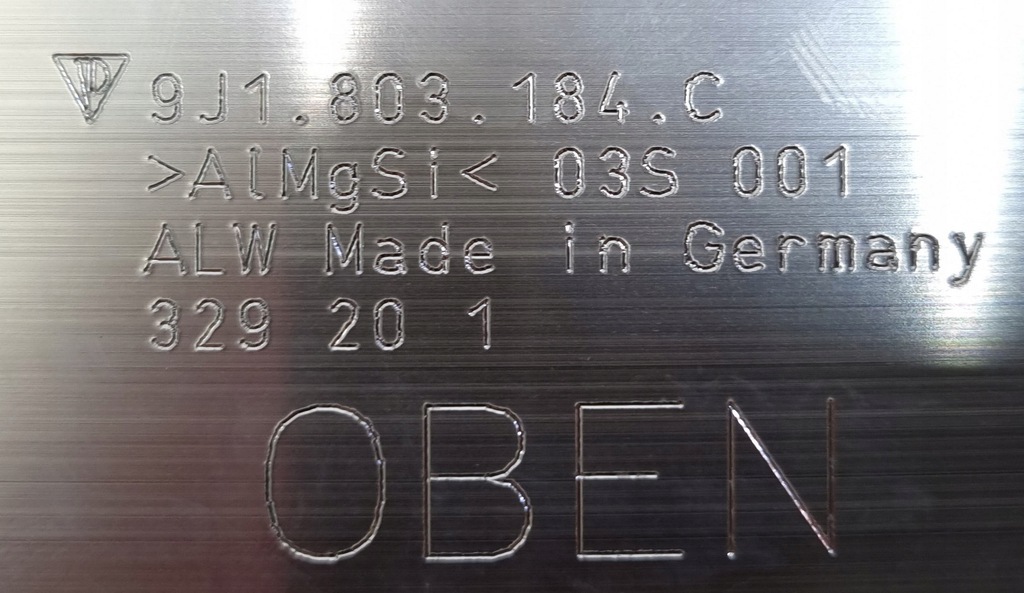 9J1.803.184.C
>AlMgSi< 03S 001
ALW Made in Germany
329 20 1
OBEN